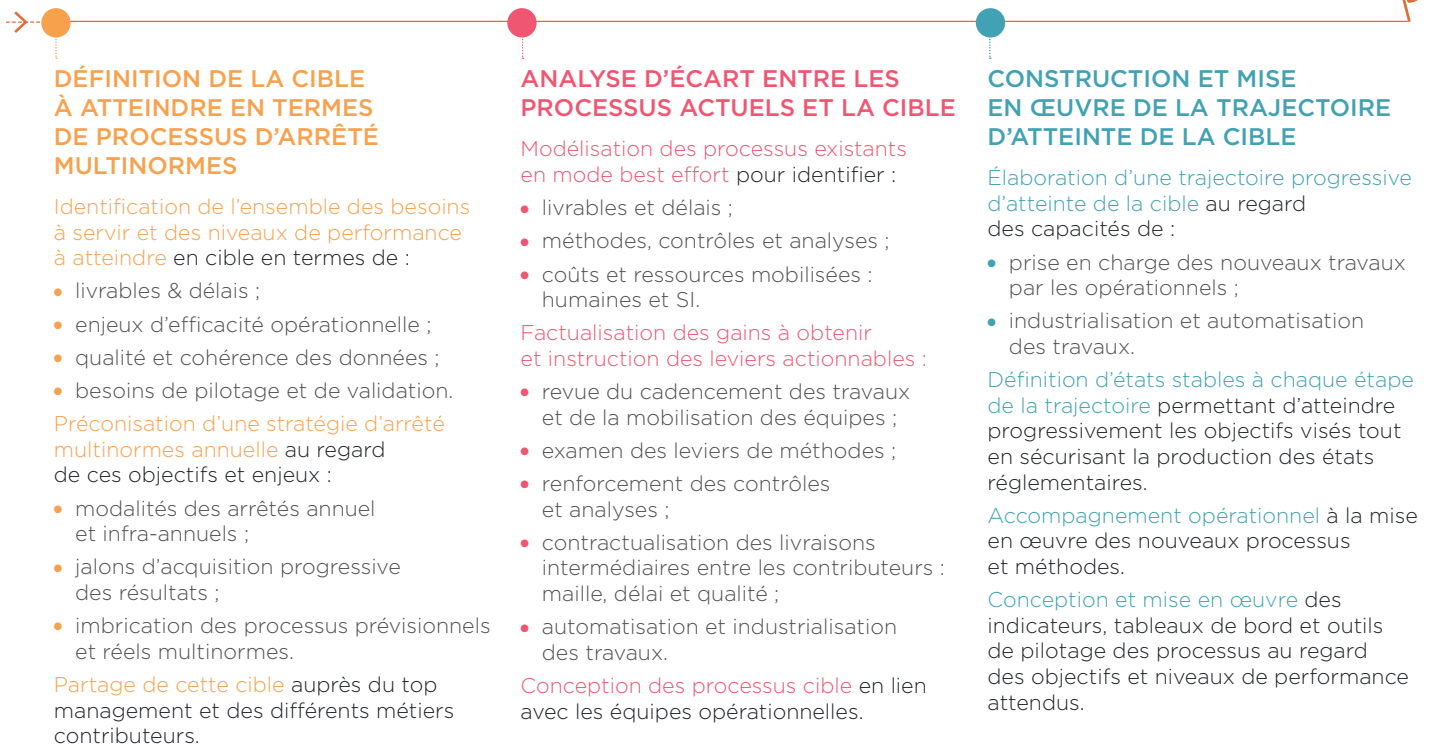 DÉFINITION DE LA CIBLE
À ATTEINDRE EN TERMES
DE PROCESSUS D'ARRÊTÉ
MULTINORMES
Identification de l'ensemble des besoins
à servir et des niveaux de performance
à atteindre en cible en termes de :
• livrables & délais ;
• enjeux d'efficacité opérationnelle ;
• qualité et cohérence des données ;
• besoins de pilotage et de validation.
Préconisation d'une stratégie d'arrêté
multinormes annuelle au regard
de ces objectifs et enjeux :
• modalités des arrêtés annuel
et infra-annuels ;
• jalons d'acquisition progressive
des résultats ;
• imbrication des processus prévisionnels
et réels multinormes.
Partage de cette cible auprès du top
management et des différents métiers
contributeurs.
ANALYSE D'ÉCART ENTRE LES
PROCESSUS ACTUELS ET LA CIBLE
Modélisation des processus existants
en mode best effort pour identifier :
• livrables et délais ;
• méthodes, contrôles et analyses ;
• coûts et ressources mobilisées :
humaines et SI.
Factualisation des gains à obtenir
et instruction des leviers actionnables :
• revue du cadencement des travaux
et de la mobilisation des équipes ;
• examen des leviers de méthodes ;
• renforcement des contrôles
et analyses ;
• contractualisation des livraisons
intermédiaires entre les contributeurs :
maille, délai et qualité ;
• automatisation et industrialisation
des travaux.
Conception des processus cible en lien
avec les équipes opérationnelles.
CONSTRUCTION ET MISE
EN ŒUVRE DE LA TRAJECTOIRE
D'ATTEINTE DE LA CIBLE
Élaboration d'une trajectoire progressive
d'atteinte de la cible au regard
des capacités de :
• prise en charge des nouveaux travaux
par les opérationnels ;
• industrialisation et automatisation
des travaux.
Définition d'états stables à chaque étape
de la trajectoire permettant d'atteindre
progressivement les objectifs visés tout
en sécurisant la production des états
réglementaires.
Accompagnement opérationnel à la mise
en œuvre des nouveaux processus
et méthodes.
Conception et mise en œuvre des
indicateurs, tableaux de bord et outils
de pilotage des processus au regard
des objectifs et niveaux de performance
attendus.